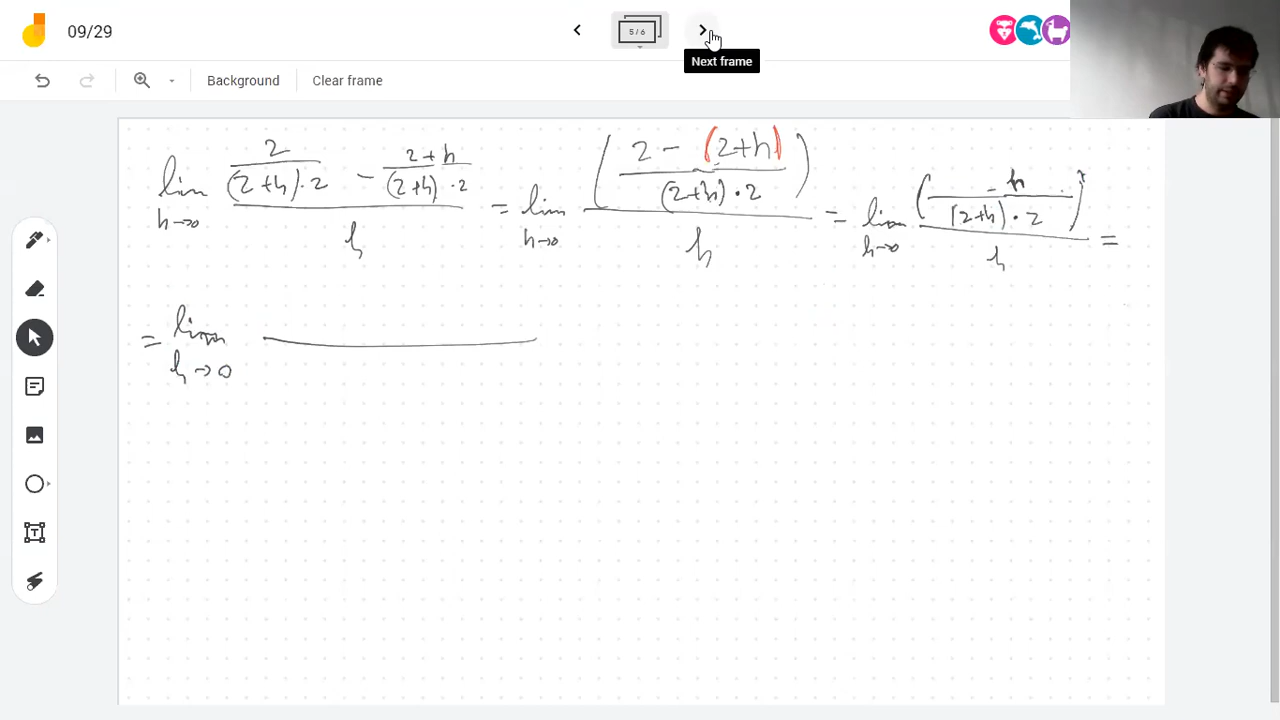 09/29
5 / 6
Next frame
Background
Clear frame
lim h→0 (2/((2+h)·2) − (2+h)/((2+h)·2))/h = lim h→0 ((2 − (2+h))/((2+h)·2))/h = lim h→0 (−h/((2+h)·2))/h =
= lim h→0